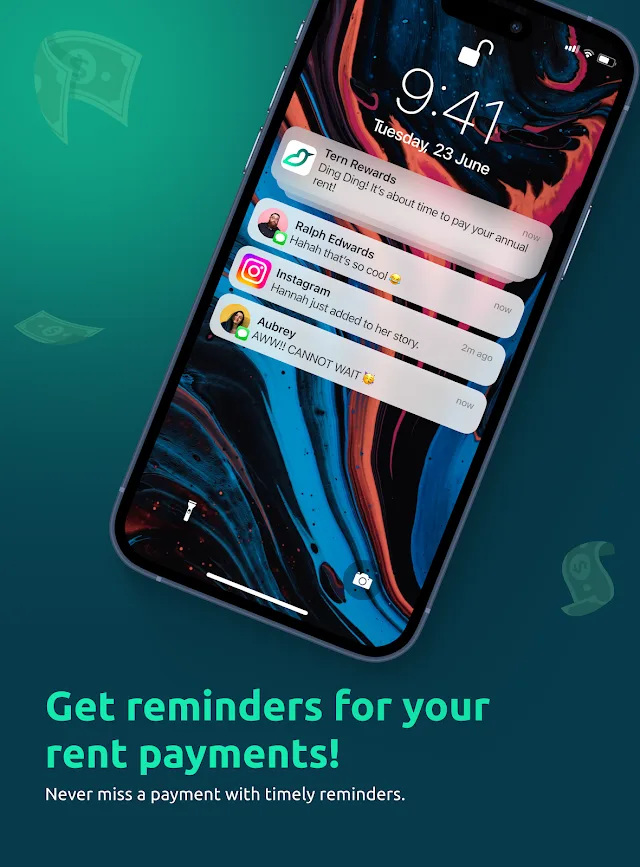 9:41
Tuesday, 23 June
Tern Rewards
now
Ding Ding! It's about time to pay your annual
rent!
Ralph Edwards
Hahah that's so cool 😂
now
Instagram
Hannah just added to her story.
2m ago
Aubrey
AWW!! CANNOT WAIT 🥳
now
Get reminders for your
rent payments!
Never miss a payment with timely reminders.